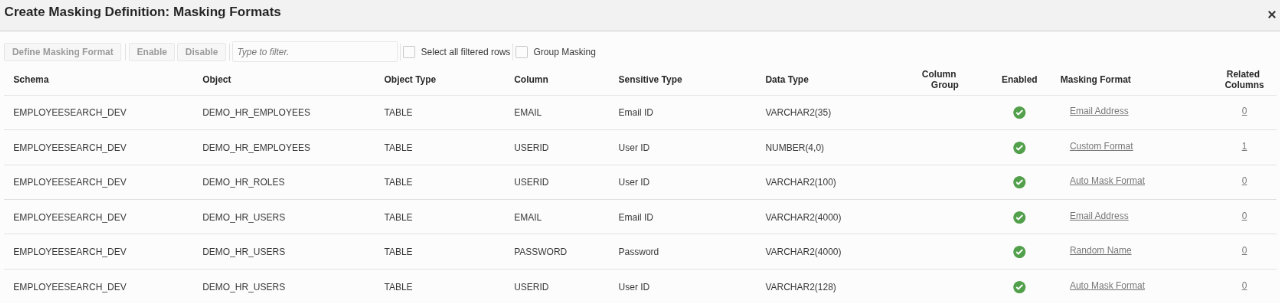 Create Masking Definition: Masking Formats
Define Masking Format Enable Disable Type to filter. Select all filtered rows Group Masking
Schema Object Object Type Column Sensitive Type Data Type Column Group Enabled Masking Format Related Columns
EMPLOYEESEARCH_DEV DEMO_HR_EMPLOYEES TABLE EMAIL Email ID VARCHAR2(35) Email Address 0
EMPLOYEESEARCH_DEV DEMO_HR_EMPLOYEES TABLE USERID User ID NUMBER(4,0) Custom Format 1
EMPLOYEESEARCH_DEV DEMO_HR_ROLES TABLE USERID User ID VARCHAR2(100) Auto Mask Format 0
EMPLOYEESEARCH_DEV DEMO_HR_USERS TABLE EMAIL Email ID VARCHAR2(4000) Email Address 0
EMPLOYEESEARCH_DEV DEMO_HR_USERS TABLE PASSWORD Password VARCHAR2(4000) Random Name 0
EMPLOYEESEARCH_DEV DEMO_HR_USERS TABLE USERID User ID VARCHAR2(128) Auto Mask Format 0